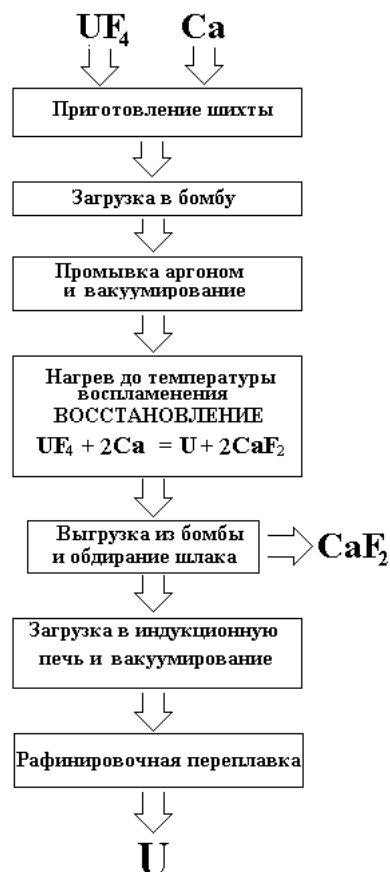 UF₄ Ca
Приготовление шихты
Загрузка в бомбу
Промывка аргоном
и вакуумирование
Нагрев до температуры
воспламенения
ВОССТАНОВЛЕНИЕ
UF₄ + 2Ca = U + 2CaF₂
Выгрузка из бомбы
и обдирание шлака
CaF₂
Загрузка в индукционную
печь и вакуумирование
Рафинировочная переплавка
U